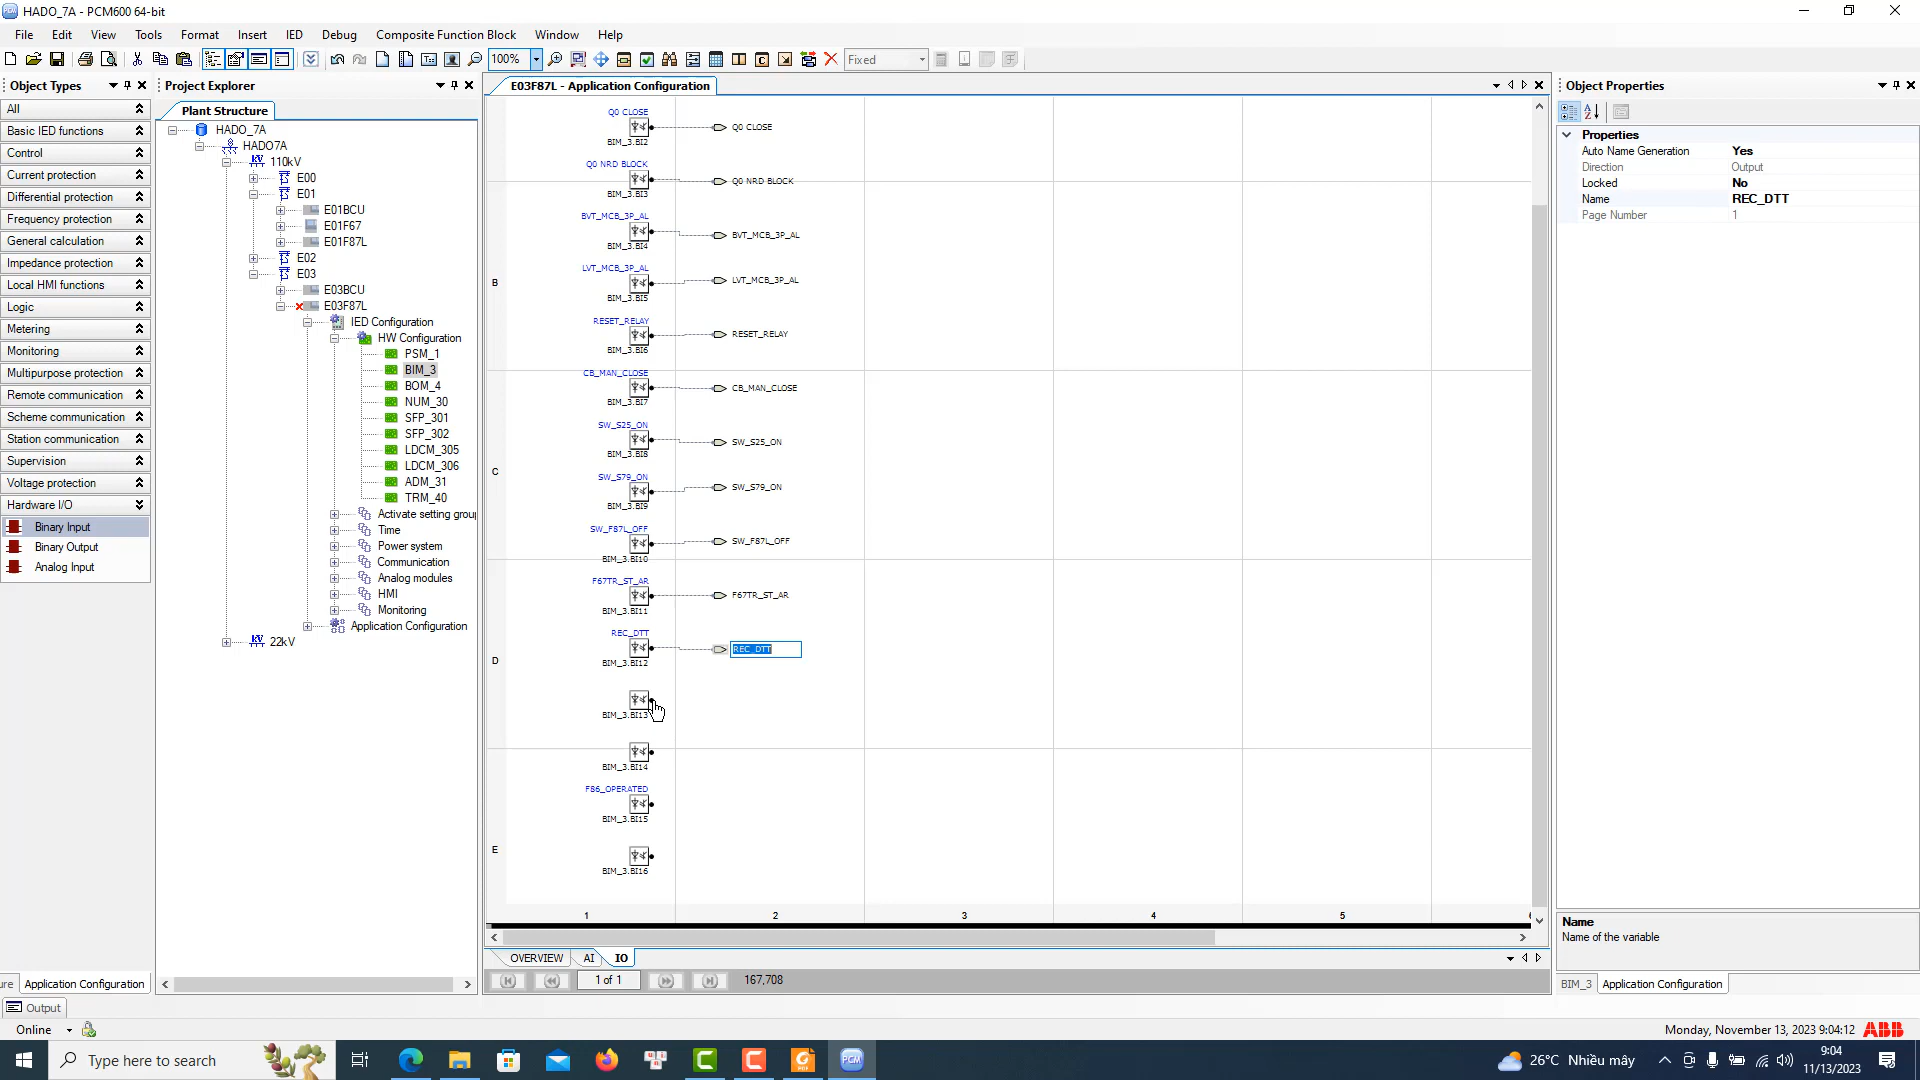 HADO_7A - PCM600 64-bit
File Edit View Tools Format Insert IED Debug Composite Function Block Window Help
100% Fixed
Object Types
All
Basic IED functions
Control
Current protection
Differential protection
Frequency protection
General calculation
Impedance protection
Local HMI functions
Logic
Metering
Monitoring
Multipurpose protection
Remote communication
Scheme communication
Station communication
Supervision
Voltage protection
Hardware I/O
Binary Input
Binary Output
Analog Input
Project Explorer
Plant Structure
HADO_7A
HADO7A
110kV
E00
E01
E01BCU
E01F67
E01F87L
E02
E03
E03BCU
E03F87L
IED Configuration
HW Configuration
PSM_1
BIM_3
BOM_4
NUM_30
SFP_301
SFP_302
LDCM_305
LDCM_306
ADM_31
TRM_40
Activate setting grou
Time
Power system
Communication
Analog modules
HMI
Monitoring
Application Configuration
22kV
E03F87L - Application Configuration
Q0 CLOSE
Q0 CLOSE
BIM_3.BI2
Q0 NRD BLOCK
Q0 NRD BLOCK
BIM_3.BI3
BVT_MCB_3P_AL
BVT_MCB_3P_AL
BIM_3.BI4
LVT_MCB_3P_AL
B
LVT_MCB_3P_AL
BIM_3.BI5
RESET_RELAY
RESET_RELAY
BIM_3.BI6
CB_MAN_CLOSE
CB_MAN_CLOSE
BIM_3.BI7
SW_S25_ON
SW_S25_ON
BIM_3.BI8
C
SW_S79_ON
SW_S79_ON
BIM_3.BI9
SW_F87L_OFF
SW_F87L_OFF
BIM_3.BI10
F67TR_ST_AR
F67TR_ST_AR
BIM_3.BI11
REC_DTT
REC_DTT
D
BIM_3.BI12
BIM_3.BI13
BIM_3.BI14
F86_OPERATED
BIM_3.BI15
E
BIM_3.BI16
1 2 3 4 5
OVERVIEW AI IO
1 of 1 167,708
Object Properties
Properties
Auto Name Generation Yes
Direction Output
Locked No
Name REC_DTT
Page Number 1
Name
Name of the variable
BIM_3 Application Configuration
ure Application Configuration
Output
Online
Monday, November 13, 2023 9:04:12 ABB
Type here to search
PCM
26°C Nhiều mây
9:04
11/13/2023